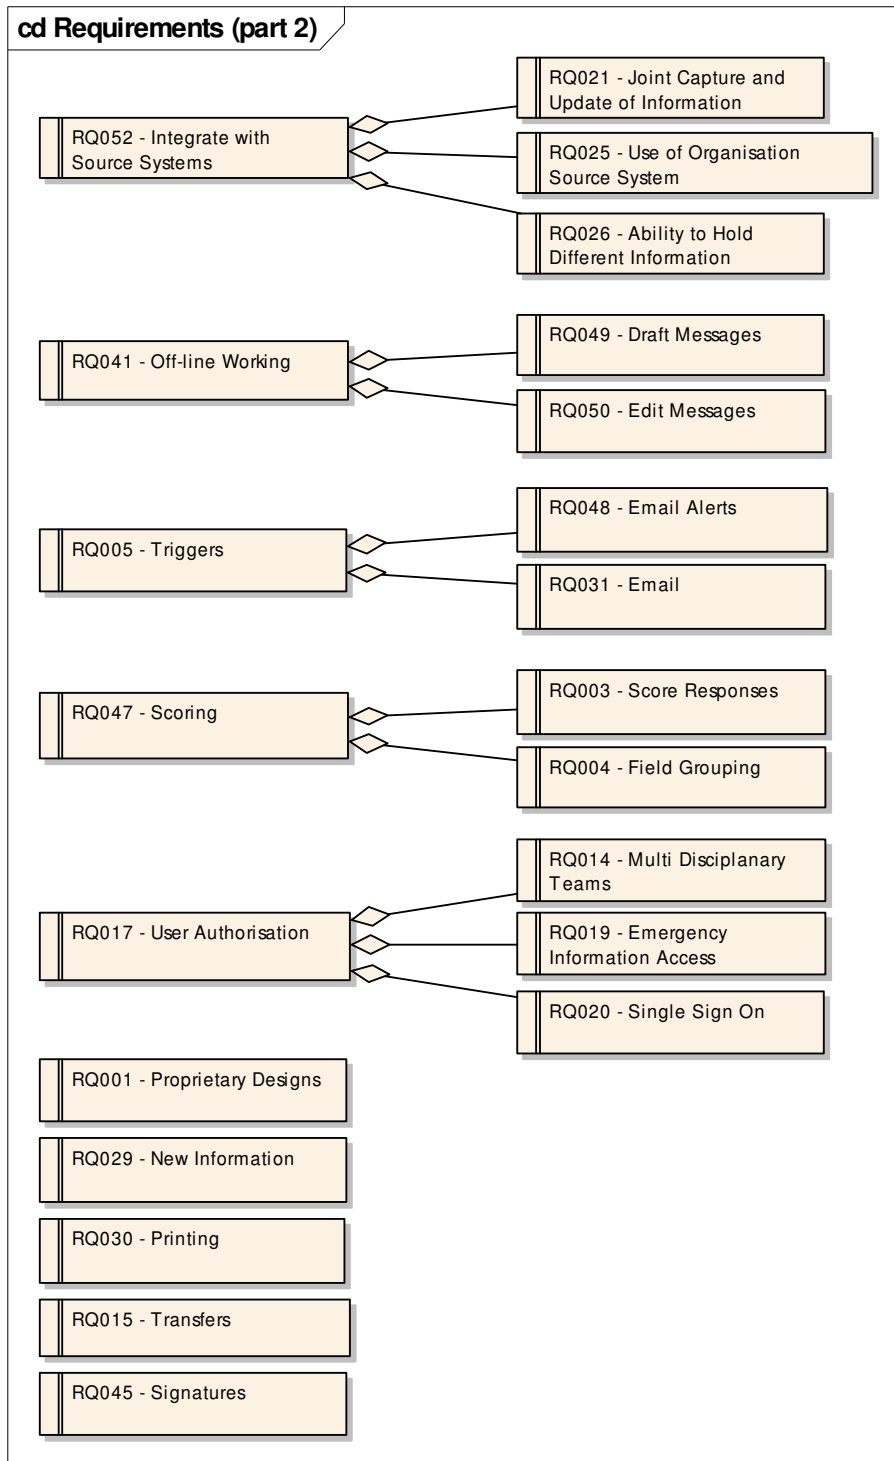 cd Requirements (part 2)
RQ052 - Integrate with
Source Systems
RQ021 - Joint Capture and
Update of Information
RQ025 - Use of Organisation
Source System
RQ026 - Ability to Hold
Different Information
RQ041 - Off-line Working
RQ049 - Draft Messages
RQ050 - Edit Messages
RQ005 - Triggers
RQ048 - Email Alerts
RQ031 - Email
RQ047 - Scoring
RQ003 - Score Responses
RQ004 - Field Grouping
RQ017 - User Authorisation
RQ014 - Multi Disciplanary
Teams
RQ019 - Emergency
Information Access
RQ020 - Single Sign On
RQ001 - Proprietary Designs
RQ029 - New Information
RQ030 - Printing
RQ015 - Transfers
RQ045 - Signatures